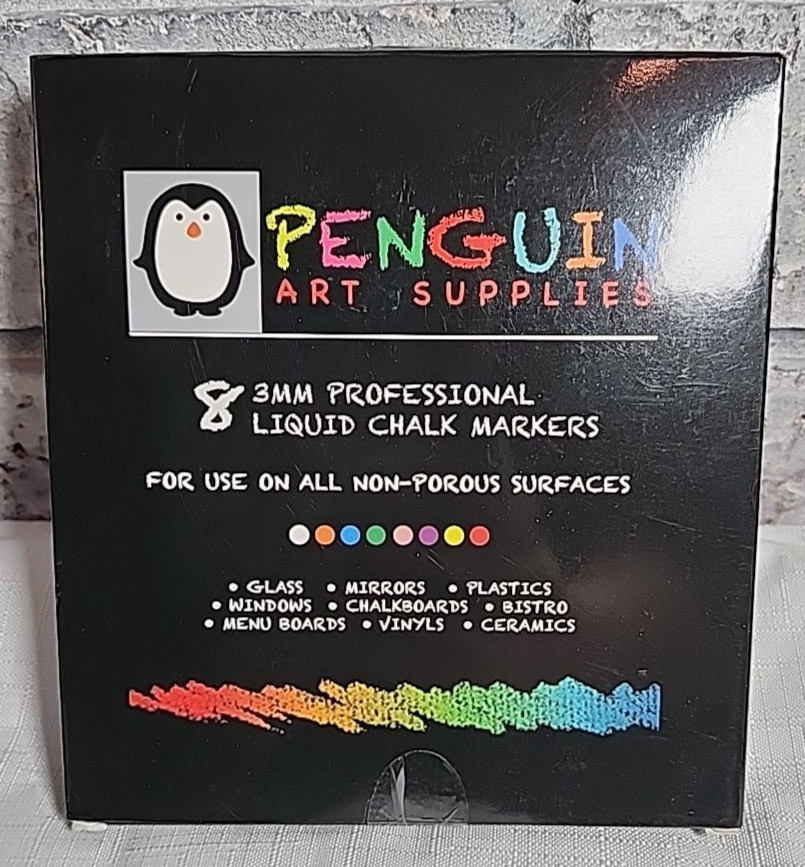 PENGUIN
ART SUPPLIES
8 3MM PROFESSIONAL
LIQUID CHALK MARKERS
FOR USE ON ALL NON-POROUS SURFACES
• GLASS • MIRRORS • PLASTICS
• WINDOWS • CHALKBOARDS • BISTRO
• MENU BOARDS • VINYLS • CERAMICS